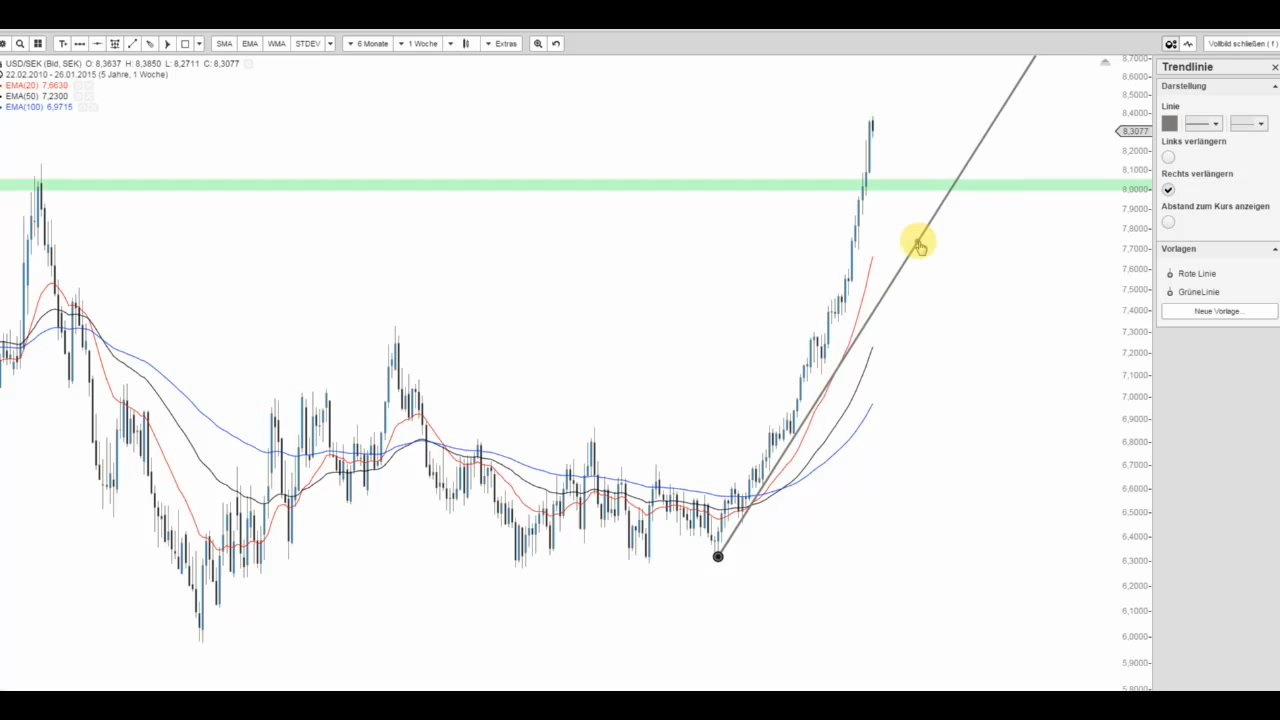 SMA EMA WMA STDEV 6 Monate 1 Woche Extras Vollbild schließen ( f )
USD/SEK (Bid, SEK) O: 8,3637 H: 8,3850 L: 8,2711 C: 8,3077
22.02.2010 - 26.01.2015 (5 Jahre, 1 Woche)
EMA(20) 7,6630
EMA(50) 7,2300
EMA(100) 6,9715
8,7000
8,6000
8,5000
8,4000
8,3077
8,2000
8,1000
8,0000
7,9000
7,8000
7,7000
7,6000
7,5000
7,4000
7,3000
7,2000
7,1000
7,0000
6,9000
6,8000
6,7000
6,6000
6,5000
6,4000
6,3000
6,2000
6,1000
6,0000
5,9000
5,8000
Trendlinie
Darstellung
Linie
Links verlängern
Rechts verlängern
Abstand zum Kurs anzeigen
Vorlagen
Rote Linie
GrüneLinie
Neue Vorlage...